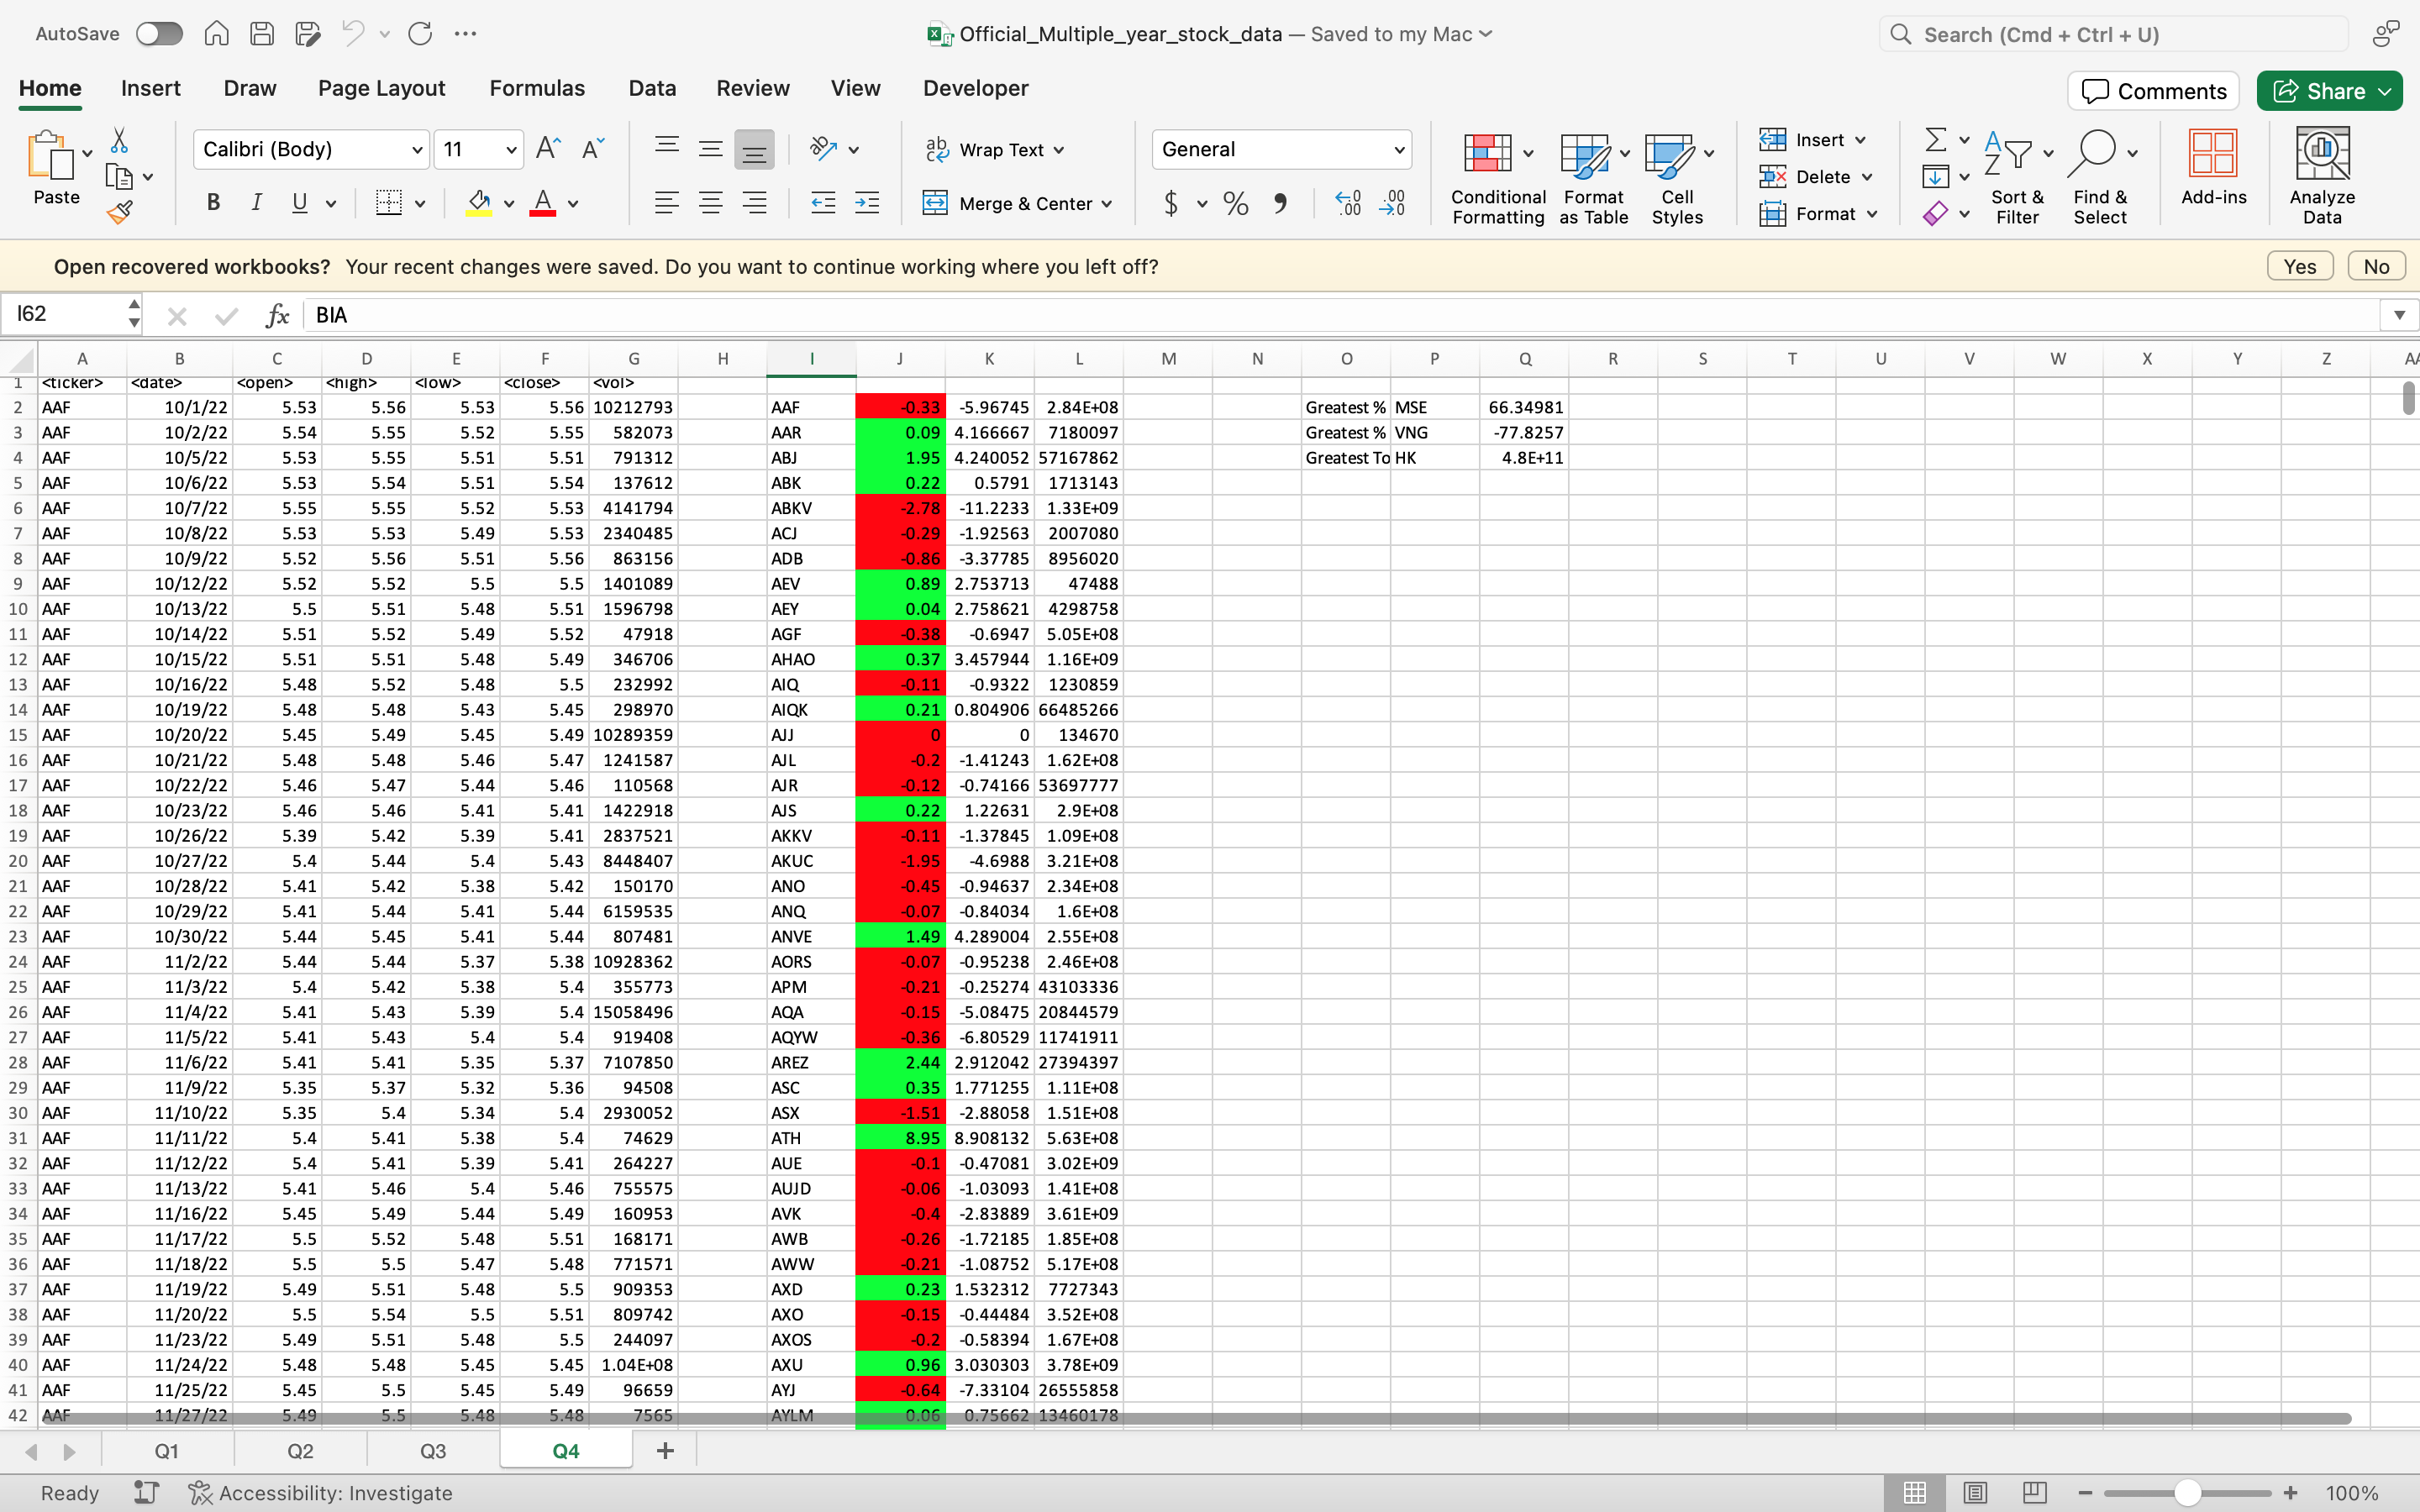 AutoSave Official_Multiple_year_stock_data — Saved to my Mac Search (Cmd + Ctrl + U)
Home Insert Draw Page Layout Formulas Data Review View Developer Comments Share
Paste Calibri (Body) 11 Wrap Text General Insert
B I U Merge & Center $ % Conditional Formatting Format as Table Cell Styles Delete Format Sort & Filter Find & Select Add-ins Analyze Data
Open recovered workbooks? Your recent changes were saved. Do you want to continue working where you left off? Yes No
I62 fx BIA
A B C D E F G H I J K L M N O P Q R S T U V W X Y Z
1 <ticker> <date> <open> <high> <low> <close> <vol>
2 AAF 10/1/22 5.53 5.56 5.53 5.56 10212793 AAF -0.33 -5.96745 2.84E+08 Greatest % MSE 66.34981
3 AAF 10/2/22 5.54 5.55 5.52 5.55 582073 AAR 0.09 4.166667 7180097 Greatest % VNG -77.8257
4 AAF 10/5/22 5.53 5.55 5.51 5.51 791312 ABJ 1.95 4.240052 57167862 Greatest To HK 4.8E+11
5 AAF 10/6/22 5.53 5.54 5.51 5.54 137612 ABK 0.22 0.5791 1713143
6 AAF 10/7/22 5.55 5.55 5.52 5.53 4141794 ABKV -2.78 -11.2233 1.33E+09
7 AAF 10/8/22 5.53 5.53 5.49 5.53 2340485 ACJ -0.29 -1.92563 2007080
8 AAF 10/9/22 5.52 5.56 5.51 5.56 863156 ADB -0.86 -3.37785 8956020
9 AAF 10/12/22 5.52 5.52 5.5 5.5 1401089 AEV 0.89 2.753713 47488
10 AAF 10/13/22 5.5 5.51 5.48 5.51 1596798 AEY 0.04 2.758621 4298758
11 AAF 10/14/22 5.51 5.52 5.49 5.52 47918 AGF -0.38 -0.6947 5.05E+08
12 AAF 10/15/22 5.51 5.51 5.48 5.49 346706 AHAO 0.37 3.457944 1.16E+09
13 AAF 10/16/22 5.48 5.52 5.48 5.5 232992 AIQ -0.11 -0.9322 1230859
14 AAF 10/19/22 5.48 5.48 5.43 5.45 298970 AIQK 0.21 0.804906 66485266
15 AAF 10/20/22 5.45 5.49 5.45 5.49 10289359 AJJ 0 0 134670
16 AAF 10/21/22 5.48 5.48 5.46 5.47 1241587 AJL -0.2 -1.41243 1.62E+08
17 AAF 10/22/22 5.46 5.47 5.44 5.46 110568 AJR -0.12 -0.74166 53697777
18 AAF 10/23/22 5.46 5.46 5.41 5.41 1422918 AJS 0.22 1.22631 2.9E+08
19 AAF 10/26/22 5.39 5.42 5.39 5.41 2837521 AKKV -0.11 -1.37845 1.09E+08
20 AAF 10/27/22 5.4 5.44 5.4 5.43 8448407 AKUC -1.95 -4.6988 3.21E+08
21 AAF 10/28/22 5.41 5.42 5.38 5.42 150170 ANO -0.45 -0.94637 2.34E+08
22 AAF 10/29/22 5.41 5.44 5.41 5.44 6159535 ANQ -0.07 -0.84034 1.6E+08
23 AAF 10/30/22 5.44 5.45 5.41 5.44 807481 ANVE 1.49 4.289004 2.55E+08
24 AAF 11/2/22 5.44 5.44 5.37 5.38 10928362 AORS -0.07 -0.95238 2.46E+08
25 AAF 11/3/22 5.4 5.42 5.38 5.4 355773 APM -0.21 -0.25274 43103336
26 AAF 11/4/22 5.41 5.43 5.39 5.4 15058496 AQA -0.15 -5.08475 20844579
27 AAF 11/5/22 5.41 5.43 5.4 5.4 919408 AQYW -0.36 -6.80529 11741911
28 AAF 11/6/22 5.41 5.41 5.35 5.37 7107850 AREZ 2.44 2.912042 27394397
29 AAF 11/9/22 5.35 5.37 5.32 5.36 94508 ASC 0.35 1.771255 1.11E+08
30 AAF 11/10/22 5.35 5.4 5.34 5.4 2930052 ASX -1.51 -2.88058 1.51E+08
31 AAF 11/11/22 5.4 5.41 5.38 5.4 74629 ATH 8.95 8.908132 5.63E+08
32 AAF 11/12/22 5.4 5.41 5.39 5.41 264227 AUE -0.1 -0.47081 3.02E+09
33 AAF 11/13/22 5.41 5.46 5.4 5.46 755575 AUJD -0.06 -1.03093 1.41E+08
34 AAF 11/16/22 5.45 5.49 5.44 5.49 160953 AVK -0.4 -2.83889 3.61E+09
35 AAF 11/17/22 5.5 5.52 5.48 5.51 168171 AWB -0.26 -1.72185 1.85E+08
36 AAF 11/18/22 5.5 5.5 5.47 5.48 771571 AWW -0.21 -1.08752 5.17E+08
37 AAF 11/19/22 5.49 5.51 5.48 5.5 909353 AXD 0.23 1.532312 7727343
38 AAF 11/20/22 5.5 5.54 5.5 5.51 809742 AXO -0.15 -0.44484 3.52E+08
39 AAF 11/23/22 5.49 5.51 5.48 5.5 244097 AXOS -0.2 -0.58394 1.67E+08
40 AAF 11/24/22 5.48 5.48 5.45 5.45 1.04E+08 AXU 0.96 3.030303 3.78E+09
41 AAF 11/25/22 5.45 5.5 5.45 5.49 96659 AYJ -0.64 -7.33104 26555858
42 AAF 11/27/22 5.49 5.5 5.48 5.48 7565 AYLM 0.06 0.75662 13460178
Q1 Q2 Q3 Q4 +
Ready Accessibility: Investigate 100%